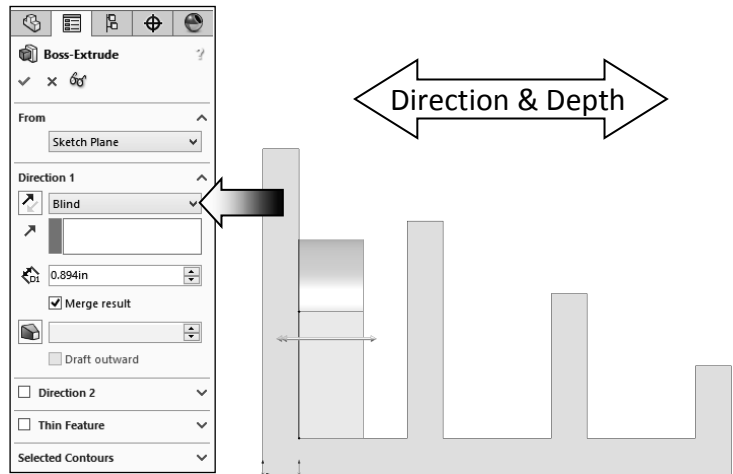 Boss-Extrude
?
From
Sketch Plane
Direction 1
Blind
D1
0.894in
Merge result
Draft outward
Direction 2
Thin Feature
Selected Contours
Direction & Depth